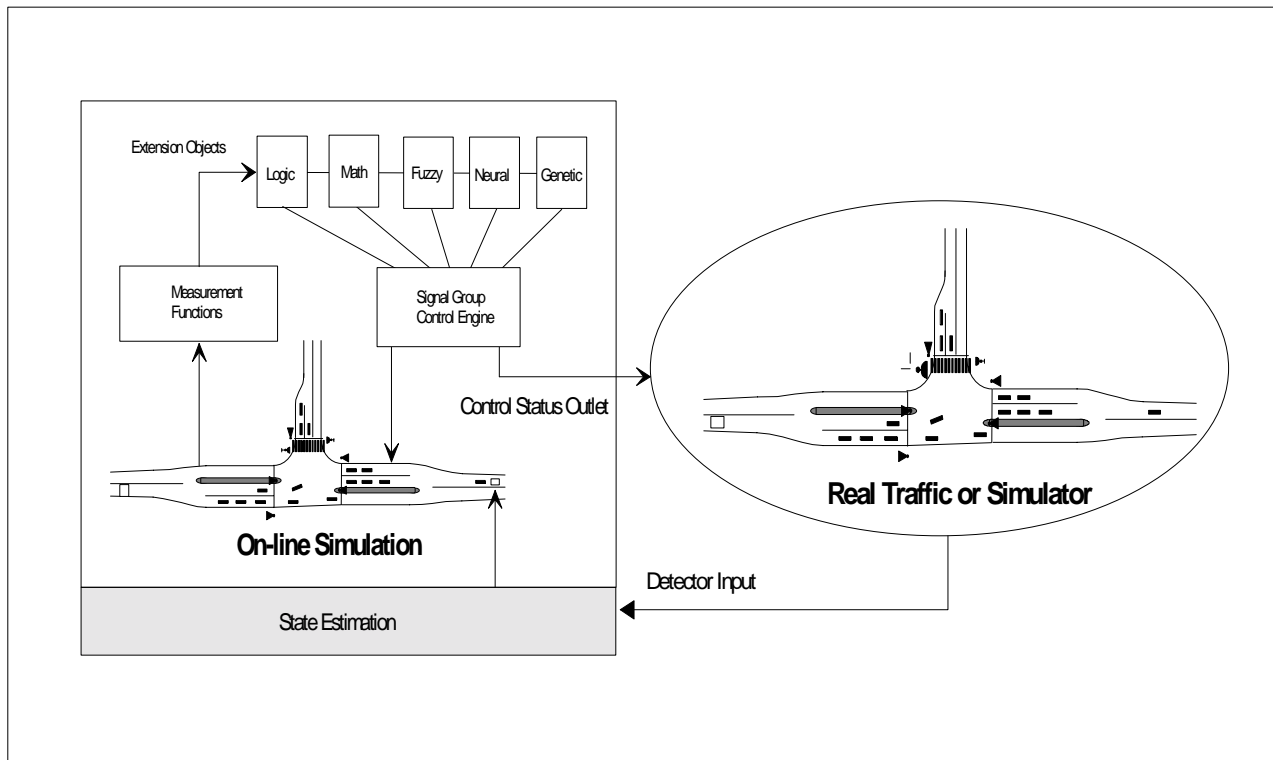 Extension Objects
Logic
Math
Fuzzy
Neural
Genetic
Measurement
Functions
Signal Group
Control Engine
Control Status Outlet
On-line Simulation
Real Traffic or Simulator
Detector Input
State Estimation